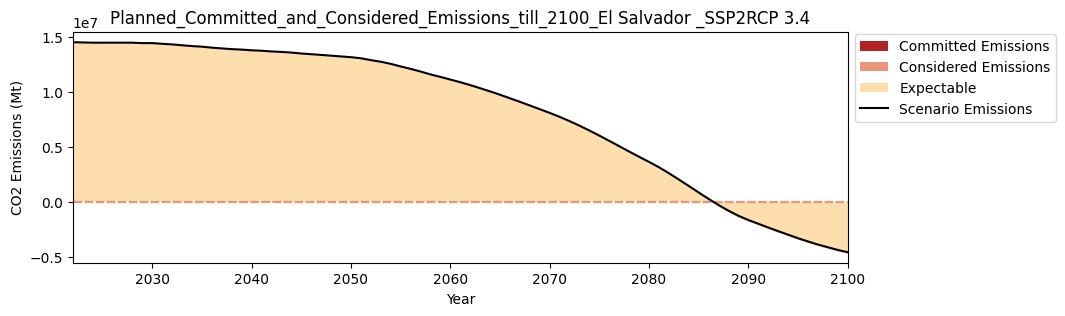 Planned_Committed_and_Considered_Emissions_till_2100_El Salvador _SSP2RCP 3.4
1e7
1.5
1.0
0.5
0.0
−0.5
CO2 Emissions (Mt)
2030 2040 2050 2060 2070 2080 2090 2100
Year
Committed Emissions
Considered Emissions
Expectable
Scenario Emissions